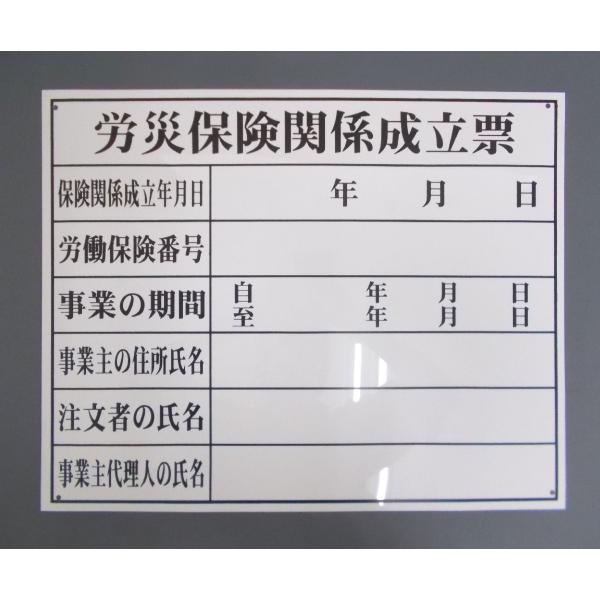 労災保険関係成立票
保険関係成立年月日 年 月 日
労働保険番号
事業の期間 自 年 月 日
至 年 月 日
事業主の住所氏名
注文者の氏名
事業主代理人の氏名